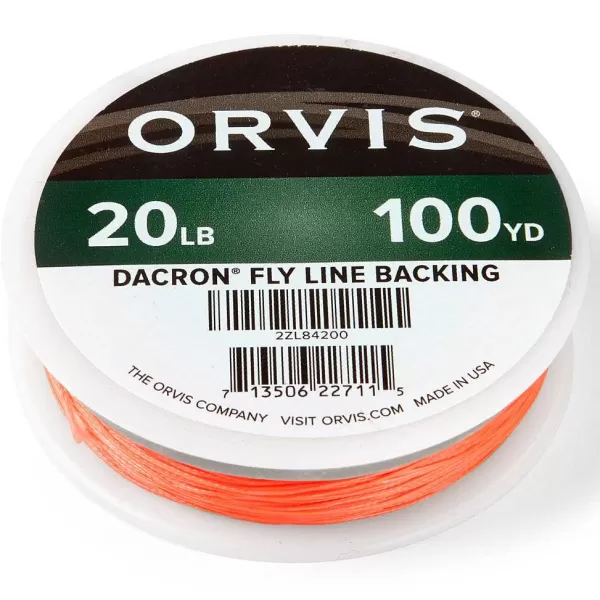 ORVIS®
20LB 100YD
DACRON® FLY LINE BACKING
2ZL84200
7 13506 22711 5
THE ORVIS COMPANY VISIT ORVIS.COM MADE IN USA